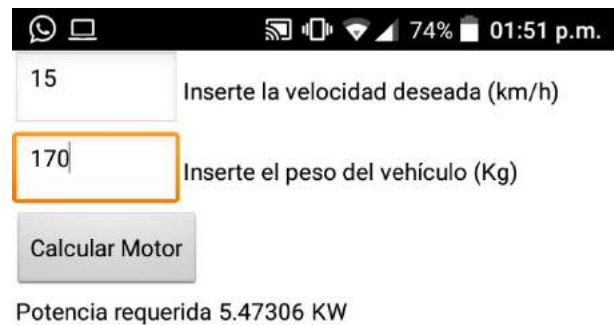 74% 01:51 p.m.
15 Inserte la velocidad deseada (km/h)
170 Inserte el peso del vehículo (Kg)
Calcular Motor
Potencia requerida 5.47306 KW